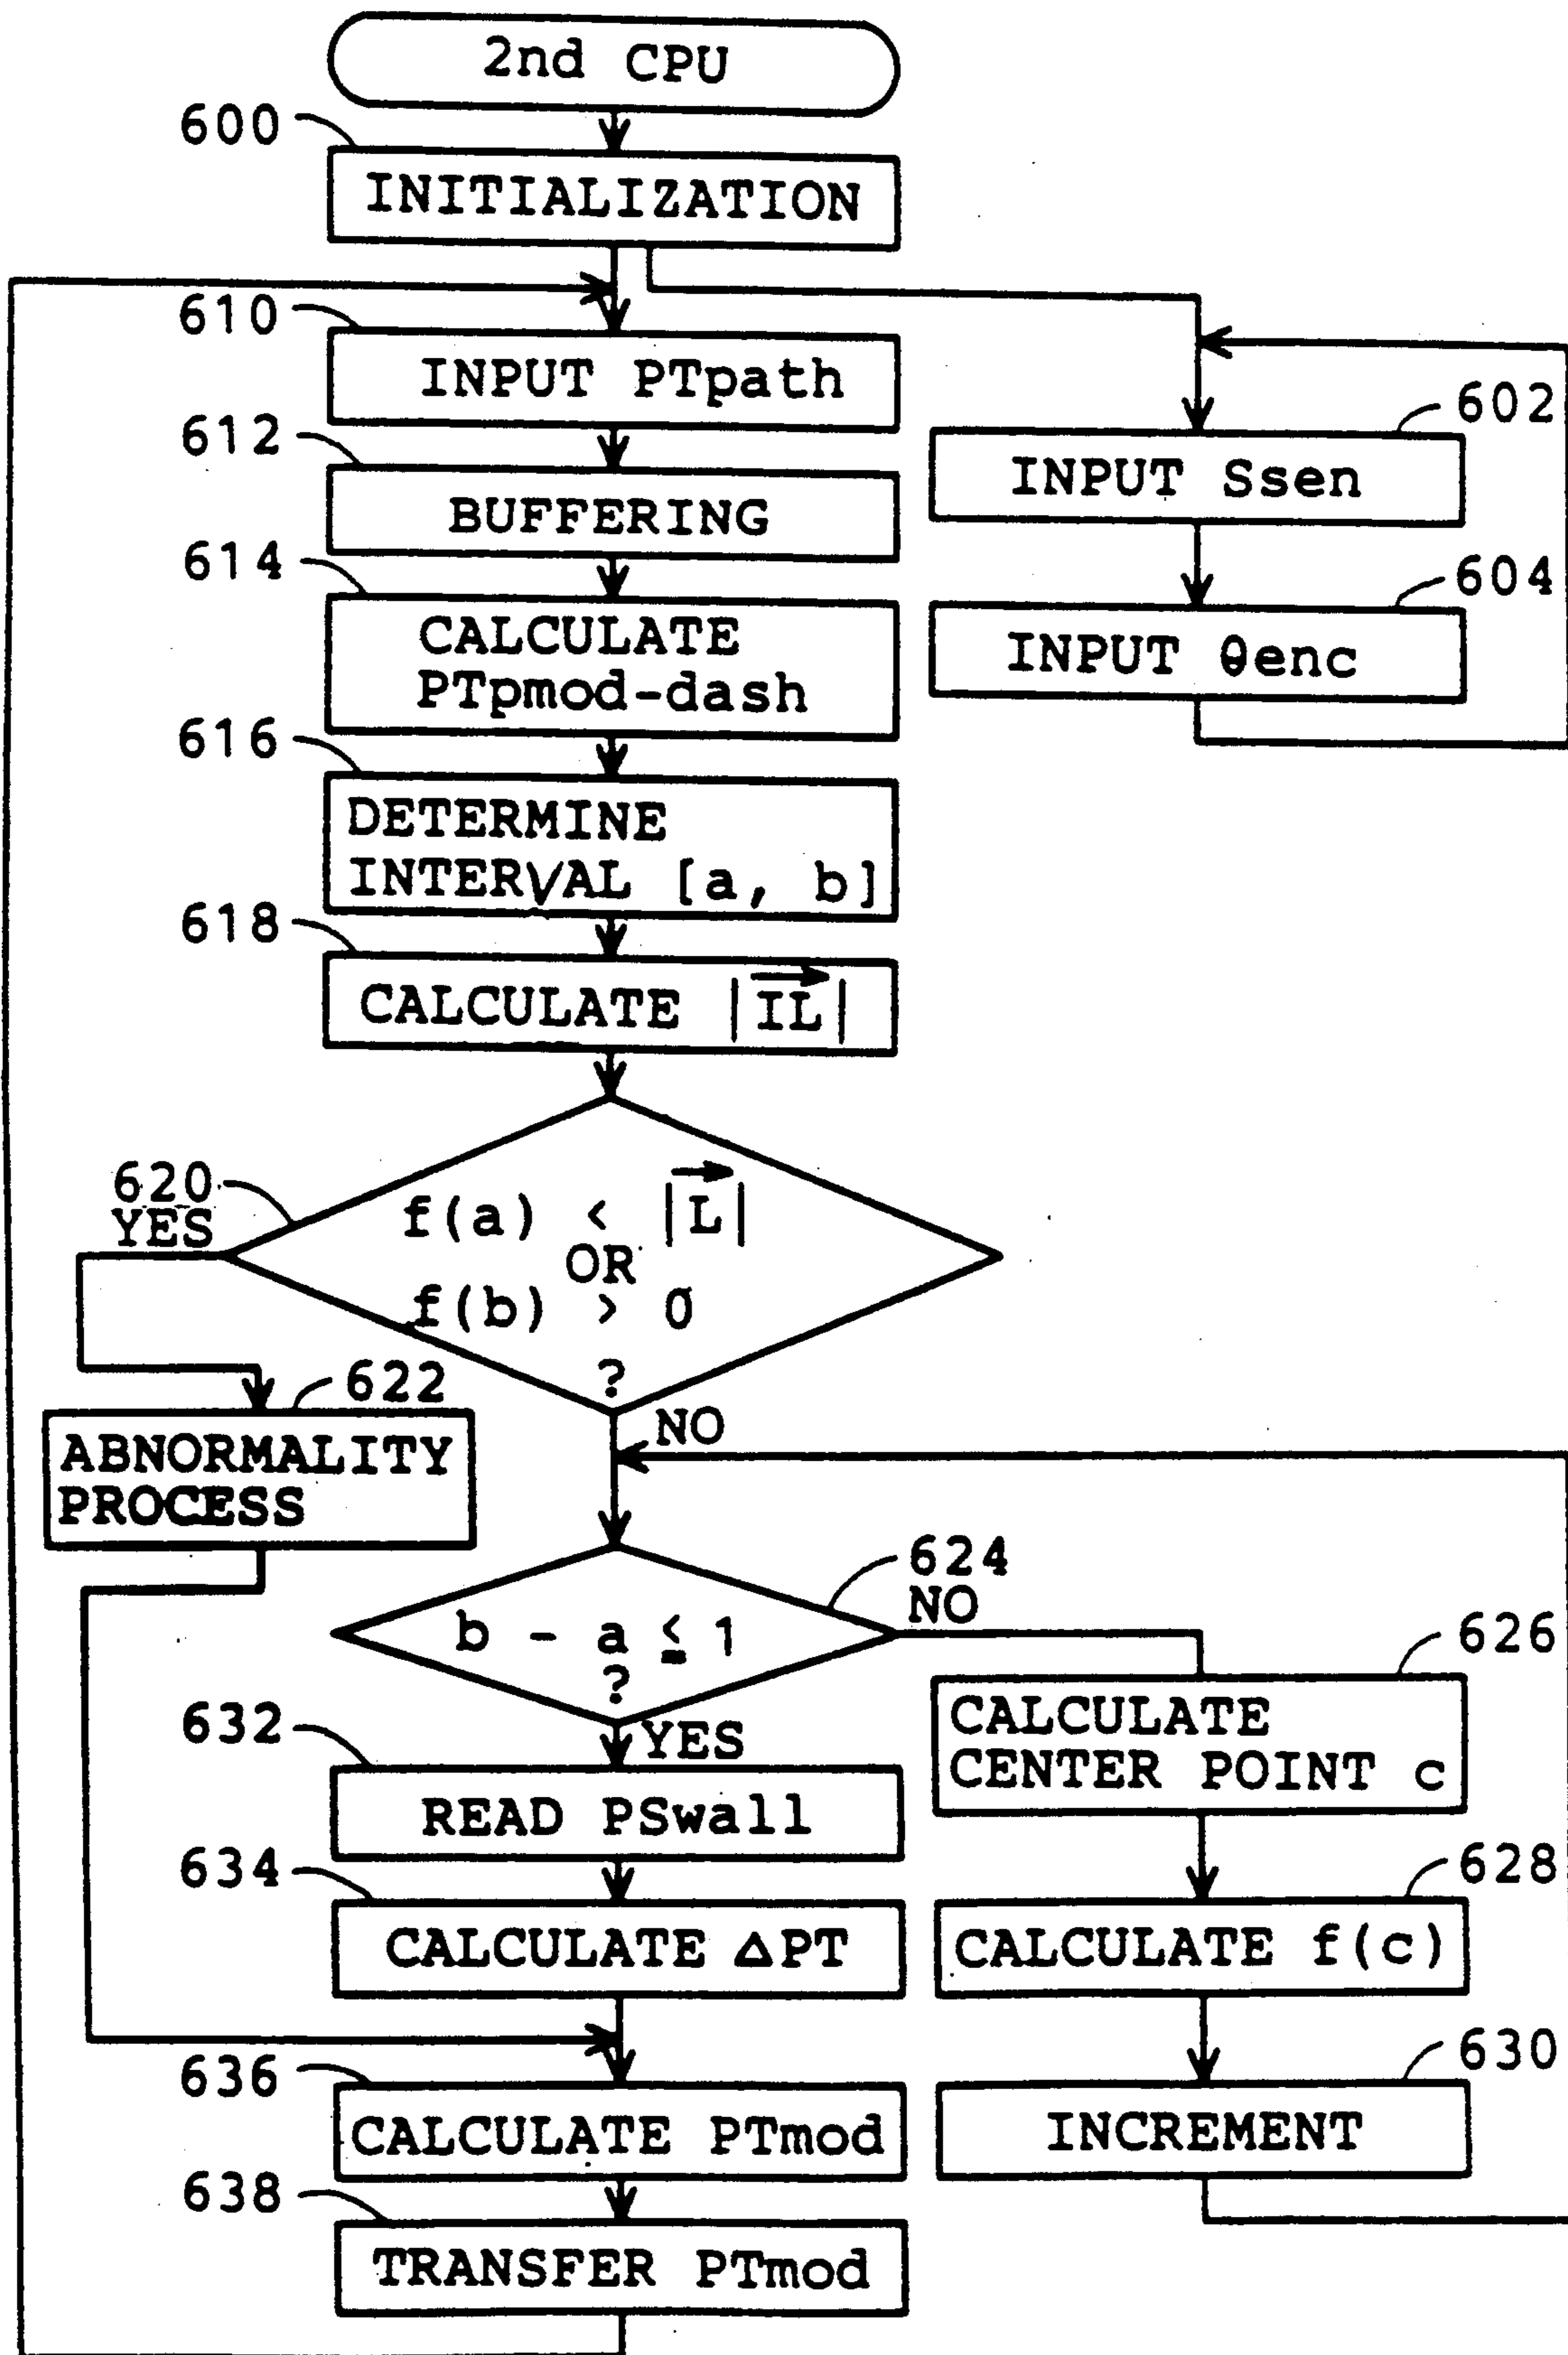 2nd CPU
600
INITIALIZATION
610
INPUT PTpath
612
BUFFERING
614
CALCULATE
PTpmod-dash
616
DETERMINE
INTERVAL [a, b]
618
CALCULATE |IL|
602
INPUT Ssen
604
INPUT θenc
620
YES
f(a) < |L|
OR
f(b) > 0
?
NO
622
ABNORMALITY
PROCESS
624
NO
b - a ≤ 1
?
YES
626
CALCULATE
CENTER POINT c
628
CALCULATE f(c)
630
INCREMENT
632
READ PSwall
634
CALCULATE ΔPT
636
CALCULATE PTmod
638
TRANSFER PTmod